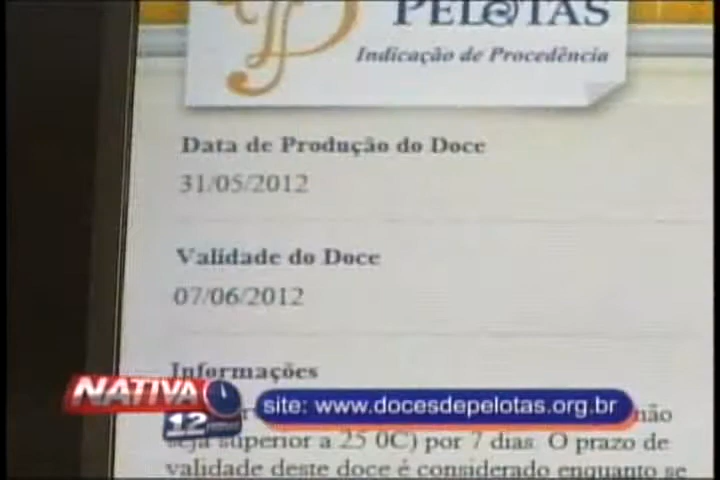 PELOTAS
Indicação de Procedência
Data de Produção do Doce
31/05/2012
Validade do Doce
07/06/2012
Informações
NATIVA
12
site: www.docesdepelotas.org.br
não
seja superior a 25 0C) por 7 dias. O prazo de
validade deste doce é considerado enquanto se